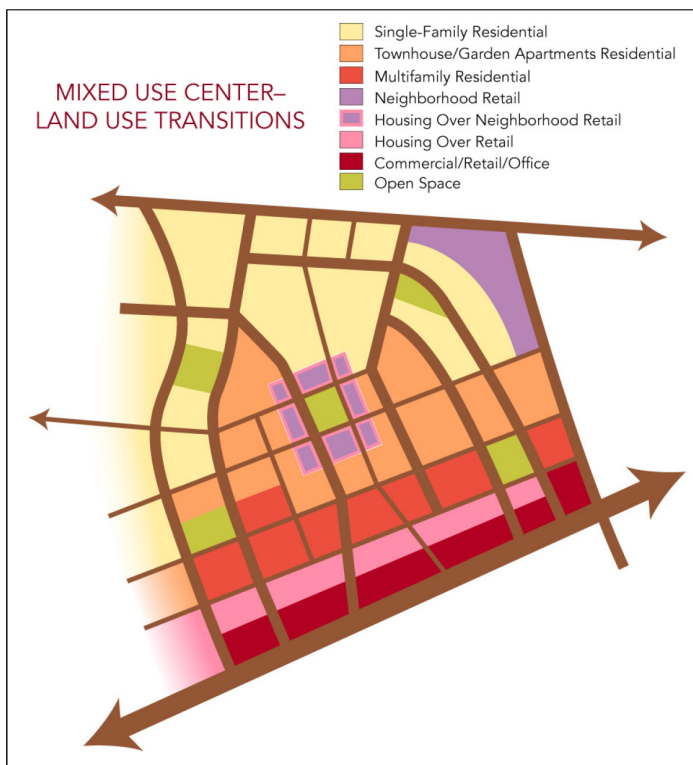 MIXED USE CENTER–
LAND USE TRANSITIONS
Single-Family Residential
Townhouse/Garden Apartments Residential
Multifamily Residential
Neighborhood Retail
Housing Over Neighborhood Retail
Housing Over Retail
Commercial/Retail/Office
Open Space